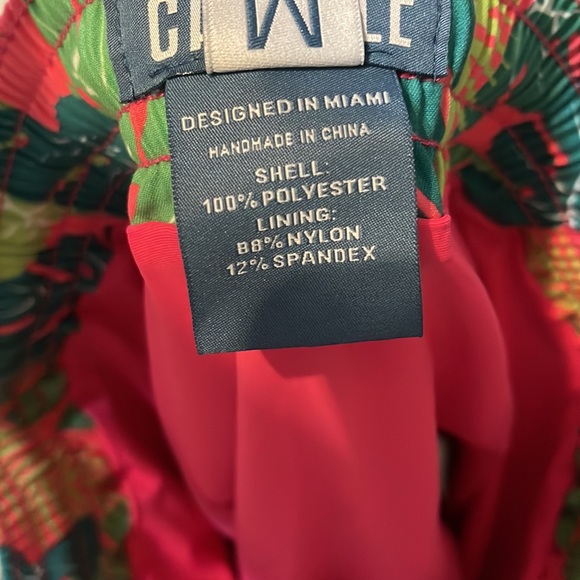 M
DESIGNED IN MIAMI
HANDMADE IN CHINA
SHELL:
100% POLYESTER
LINING:
88% NYLON
12% SPANDEX